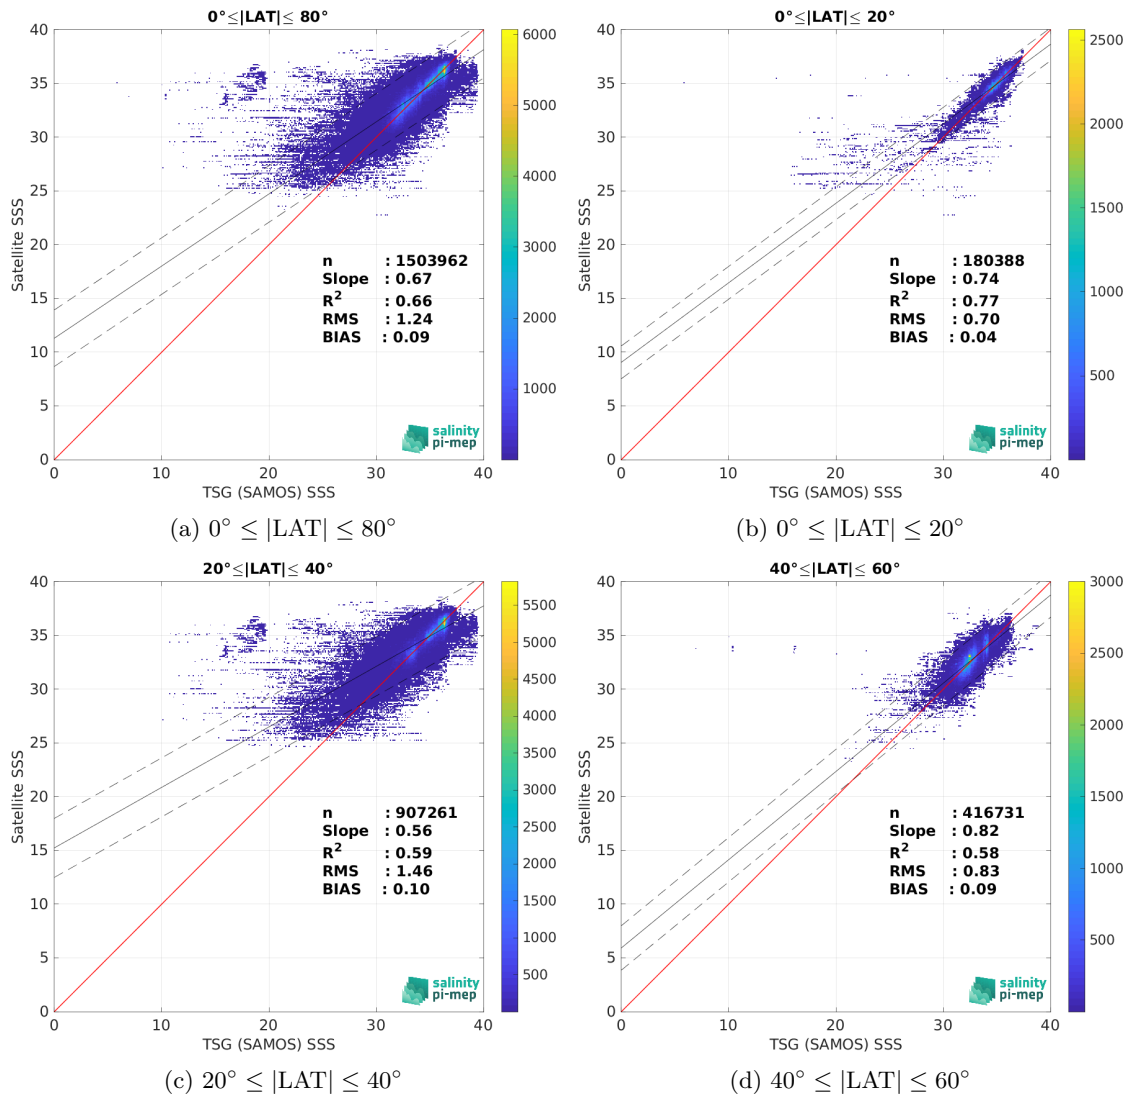 0°≤|LAT|≤ 80°
40
35
30
25
20
15
10
5
0
Satellite SSS
0
10
20
30
40
TSG (SAMOS) SSS
n : 1503962
Slope : 0.67
R² : 0.66
RMS : 1.24
BIAS : 0.09
salinity
pi-mep
6000
5000
4000
3000
2000
1000
(a) 0° ≤ |LAT| ≤ 80°
0°≤|LAT|≤ 20°
40
35
30
25
20
15
10
5
0
Satellite SSS
0
10
20
30
40
TSG (SAMOS) SSS
n : 180388
Slope : 0.74
R² : 0.77
RMS : 0.70
BIAS : 0.04
salinity
pi-mep
2500
2000
1500
1000
500
(b) 0° ≤ |LAT| ≤ 20°
20°≤|LAT|≤ 40°
40
35
30
25
20
15
10
5
0
Satellite SSS
0
10
20
30
40
TSG (SAMOS) SSS
n : 907261
Slope : 0.56
R² : 0.59
RMS : 1.46
BIAS : 0.10
salinity
pi-mep
5500
5000
4500
4000
3500
3000
2500
2000
1500
1000
500
(c) 20° ≤ |LAT| ≤ 40°
40°≤|LAT|≤ 60°
40
35
30
25
20
15
10
5
0
Satellite SSS
0
10
20
30
40
TSG (SAMOS) SSS
n : 416731
Slope : 0.82
R² : 0.58
RMS : 0.83
BIAS : 0.09
salinity
pi-mep
3000
2500
2000
1500
1000
500
(d) 40° ≤ |LAT| ≤ 60°